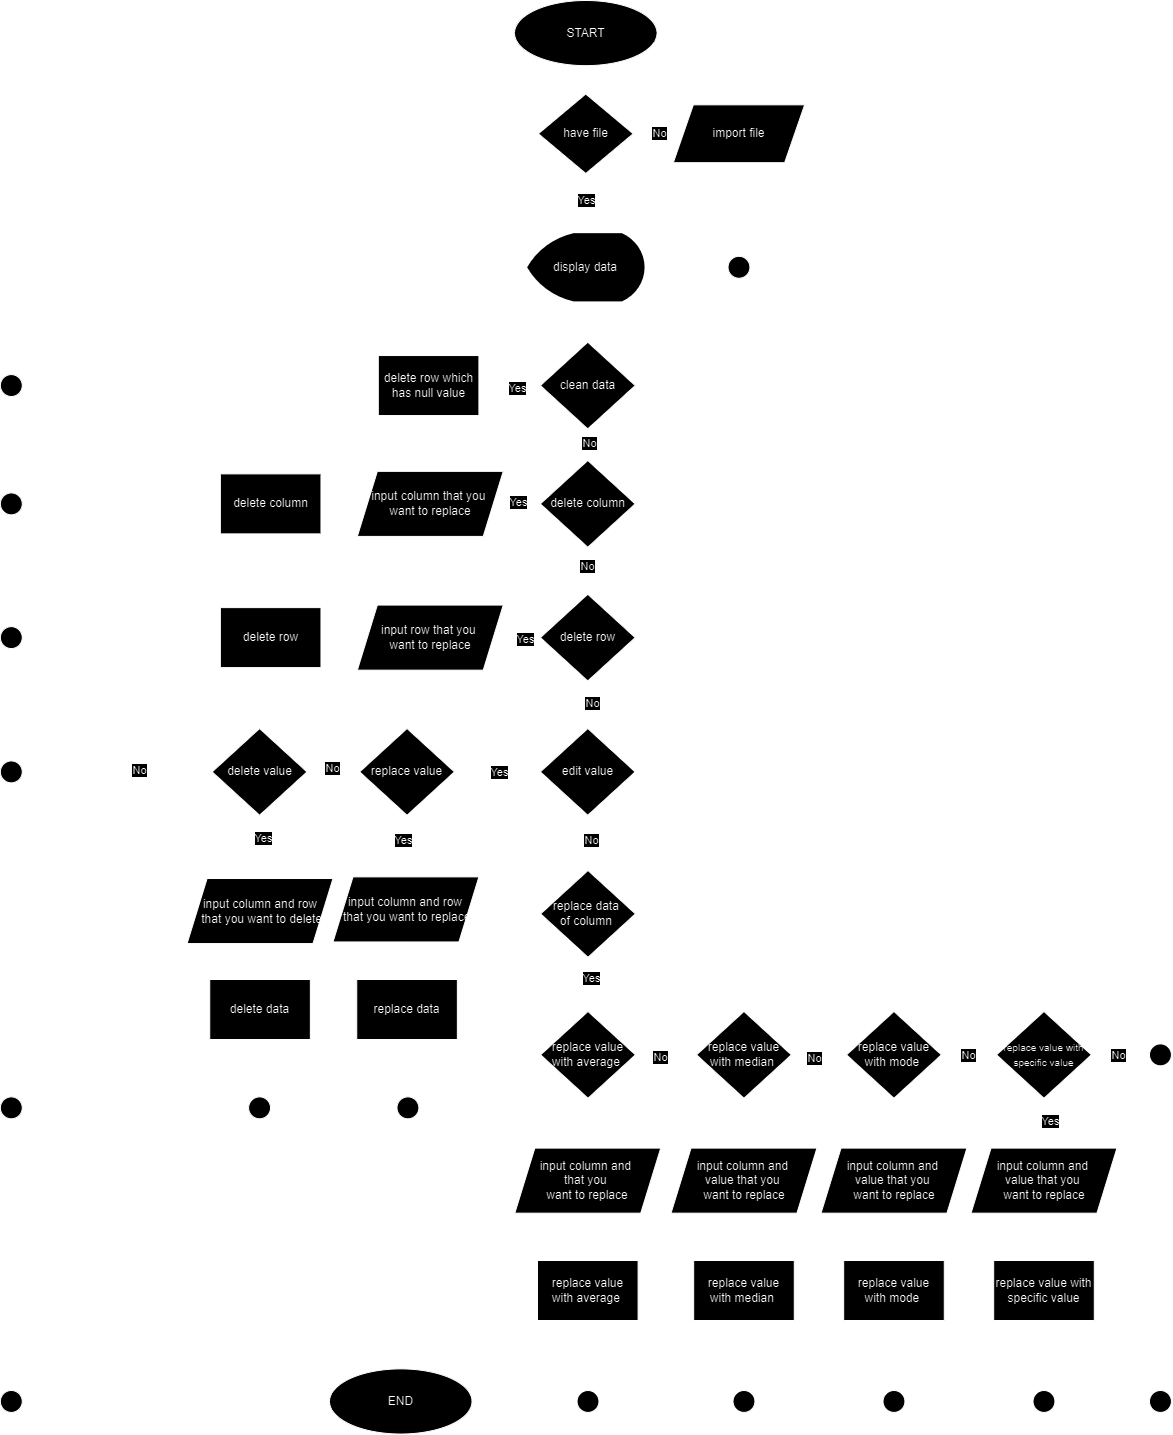 START
have file
No
import file
Yes
display data
delete row which
has null value
Yes
clean data
No
delete column
input column that you
want to replace
Yes
delete column
No
delete row
input row that you
want to replace
Yes
delete row
No
No
delete value
No
replace value
Yes
edit value
Yes
Yes
No
input column and row
that you want to delete
input column and row
that you want to replace
replace data
of column
Yes
delete data
replace data
replace value
with average
No
replace value
with median
No
replace value
with mode
No
replace value with
specific value
No
Yes
input column and
that you
want to replace
input column and
value that you
want to replace
input column and
value that you
want to replace
input column and
value that you
want to replace
replace value
with average
replace value
with median
replace value
with mode
replace value with
specific value
END